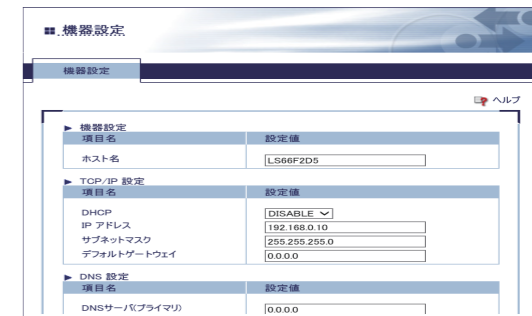 機器設定
機器設定
ヘルプ
機器設定
項目名 設定値
ホスト名 LS66F2D5
TCP/IP 設定
項目名 設定値
DHCP DISABLE
IP アドレス 192.168.0.10
サブネットマスク 255.255.255.0
デフォルトゲートウェイ 0.0.0.0
DNS 設定
項目名 設定値
DNSサーバ(プライマリ) 0.0.0.0